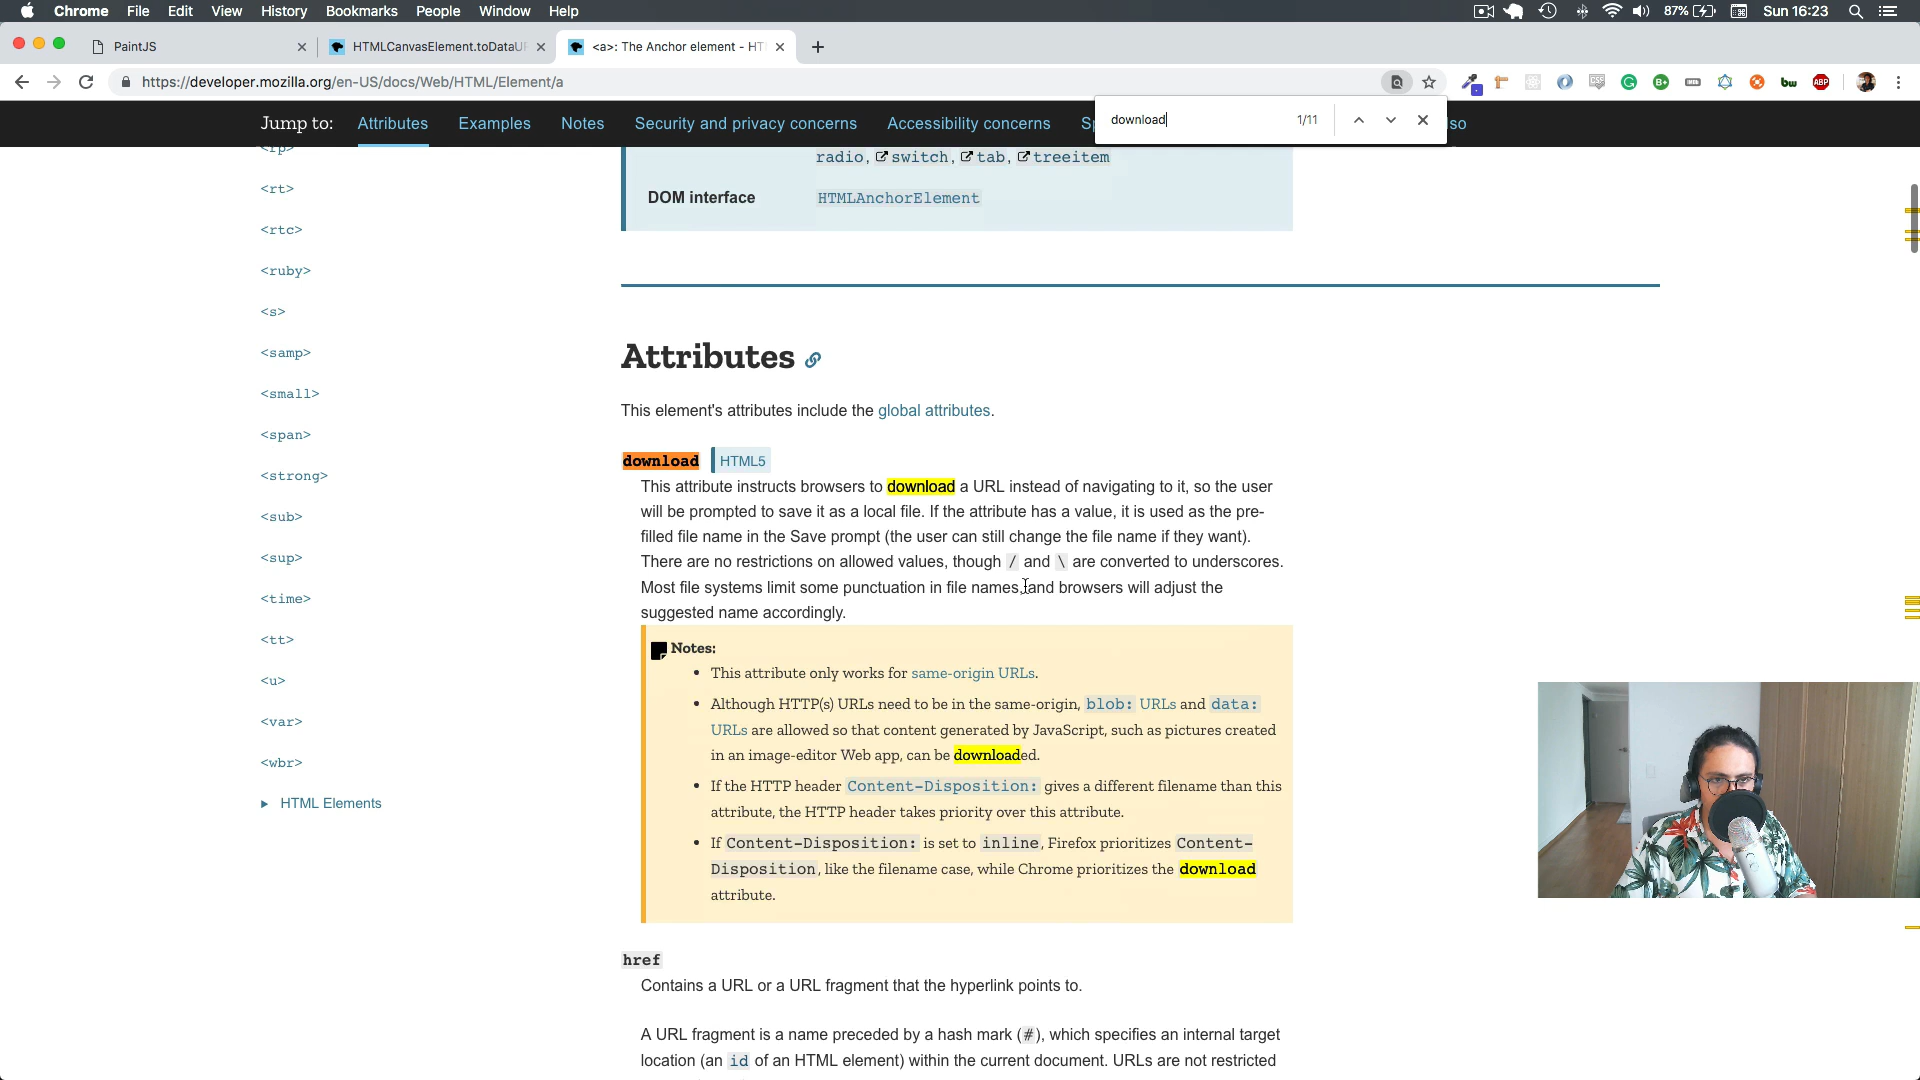 Chrome File Edit View History Bookmarks People Window Help 87% Sun 16:23
PaintJS
HTMLCanvasElement.toDataU
<a>: The Anchor element - HT
https://developer.mozilla.org/en-US/docs/Web/HTML/Element/a
ABP
Jump to: Attributes Examples Notes Security and privacy concerns Accessibility concerns Sp lso
download 1/11
<rp>
<rt>
<rtc>
<ruby>
<s>
<samp>
<small>
<span>
<strong>
<sub>
<sup>
<time>
<tt>
<u>
<var>
<wbr>
HTML Elements
radio, switch, tab, treeitem
DOM interface HTMLAnchorElement
Attributes
This element's attributes include the global attributes.
download HTML5
This attribute instructs browsers to download a URL instead of navigating to it, so the user
will be prompted to save it as a local file. If the attribute has a value, it is used as the pre-
filled file name in the Save prompt (the user can still change the file name if they want).
There are no restrictions on allowed values, though / and \ are converted to underscores.
Most file systems limit some punctuation in file names, and browsers will adjust the
suggested name accordingly.
Notes:
• This attribute only works for same-origin URLs.
• Although HTTP(s) URLs need to be in the same-origin, blob: URLs and data:
URLs are allowed so that content generated by JavaScript, such as pictures created
in an image-editor Web app, can be downloaded.
• If the HTTP header Content-Disposition: gives a different filename than this
attribute, the HTTP header takes priority over this attribute.
• If Content-Disposition: is set to inline, Firefox prioritizes Content-
Disposition, like the filename case, while Chrome prioritizes the download
attribute.
href
Contains a URL or a URL fragment that the hyperlink points to.
A URL fragment is a name preceded by a hash mark (#), which specifies an internal target
location (an id of an HTML element) within the current document. URLs are not restricted